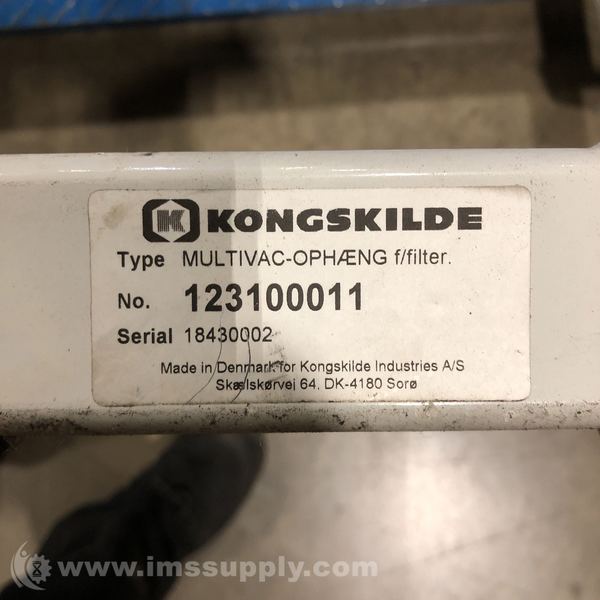 K KONGSKILDE
Type MULTIVAC-OPHÆNG f/filter.
No. 123100011
Serial 18430002
Made in Denmark for Kongskilde Industries A/S
Skælskørvej 64, DK-4180 Sorø
www.imssupply.com